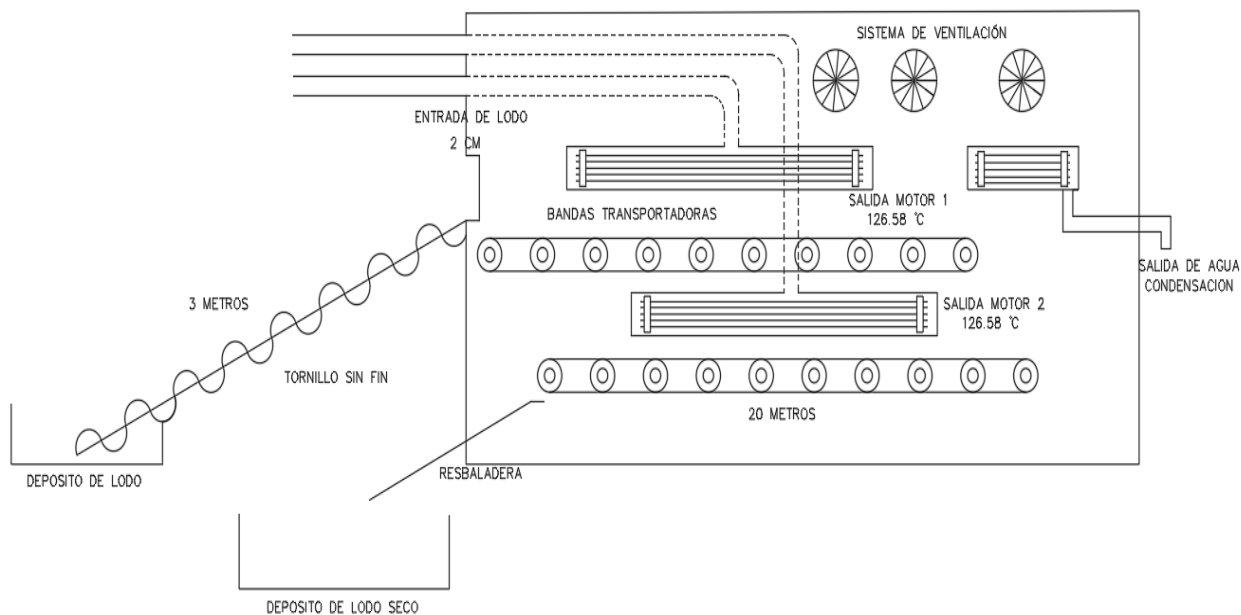 SISTEMA DE VENTILACIÓN
ENTRADA DE LODO
2 CM
SALIDA MOTOR 1
126.58 °C
BANDAS TRANSPORTADORAS
SALIDA DE AGUA
CONDENSACION
3 METROS
SALIDA MOTOR 2
126.58 °C
TORNILLO SIN FIN
20 METROS
RESBALADERA
DEPOSITO DE LODO
DEPOSITO DE LODO SECO